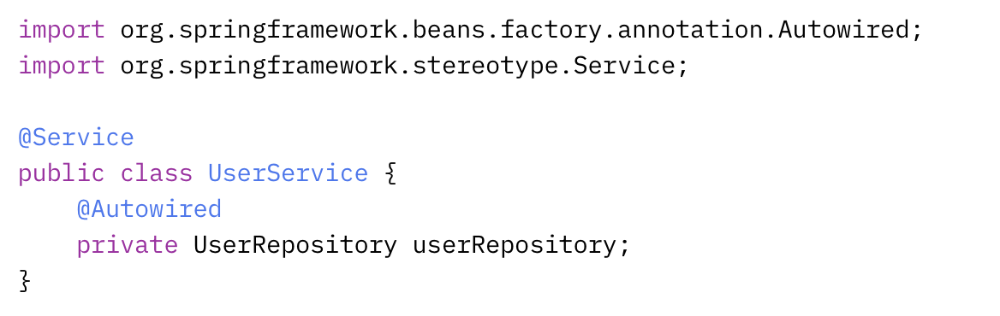 import org.springframework.beans.factory.annotation.Autowired;
import org.springframework.stereotype.Service;

@Service
public class UserService {
    @Autowired
    private UserRepository userRepository;
}